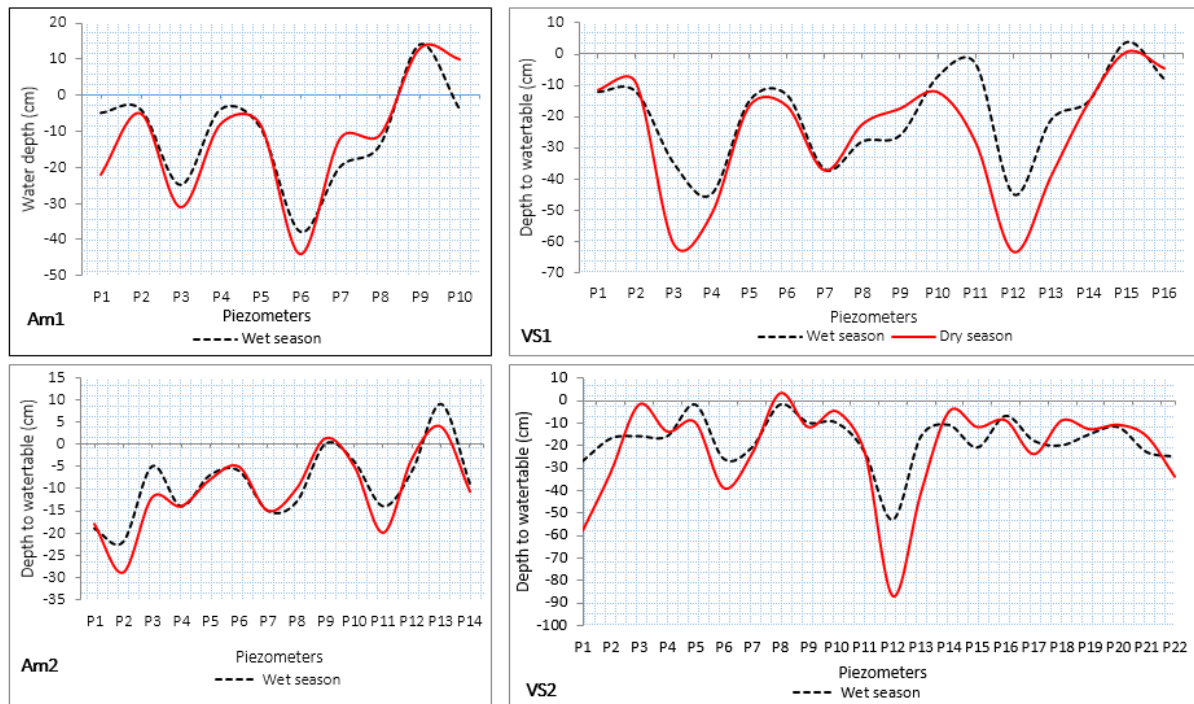 20
10
0
-10
-20
-30
-40
-50
Water depth (cm)
P1 P2 P3 P4 P5 P6 P7 P8 P9 P10
Piezometers
Am1
Wet season
10
0
-10
-20
-30
-40
-50
-60
-70
Depth to watertable (cm)
P1 P2 P3 P4 P5 P6 P7 P8 P9 P10 P11 P12 P13 P14 P15 P16
Piezometers
VS1
Wet season Dry season
15
10
5
0
-5
-10
-15
-20
-25
-30
-35
Depth to watertable (cm)
P1 P2 P3 P4 P5 P6 P7 P8 P9 P10 P11 P12 P13 P14
Piezometers
Am2
Wet season
10
0
-10
-20
-30
-40
-50
-60
-70
-80
-90
-100
Depth to watertable (cm)
P1 P2 P3 P4 P5 P6 P7 P8 P9 P10 P11 P12 P13 P14 P15 P16 P17 P18 P19 P20 P21 P22
Piezometers
VS2
Wet season